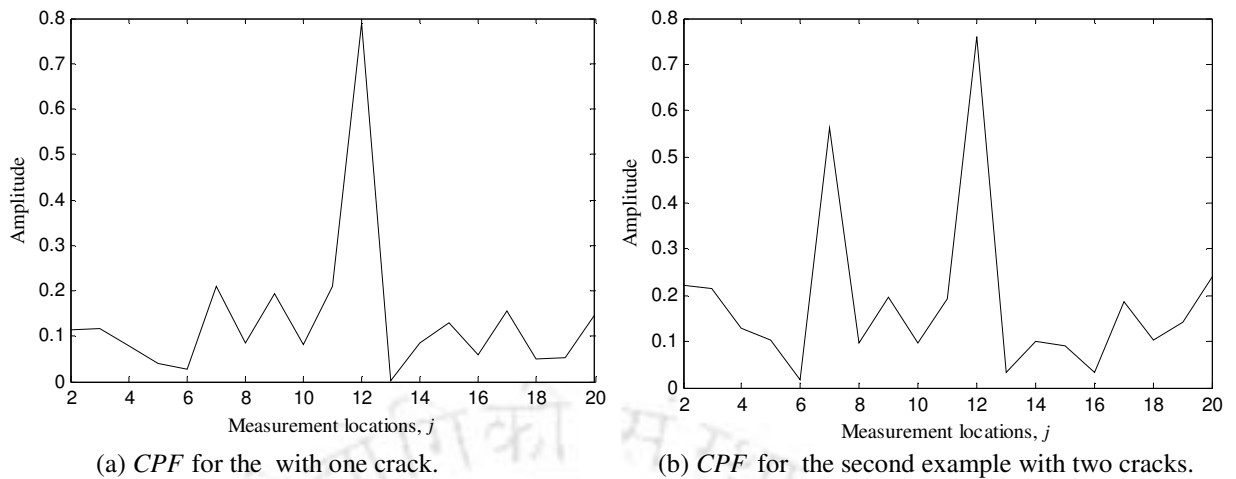 0.8
0.7
0.6
0.5
0.4
0.3
0.2
0.1
0
Amplitude
2 4 6 8 10 12 14 16 18 20
Measurement locations, j
(a) CPF for the with one crack.
0.8
0.7
0.6
0.5
0.4
0.3
0.2
0.1
0
Amplitude
2 4 6 8 10 12 14 16 18 20
Measurement locations, j
(b) CPF for the second example with two cracks.